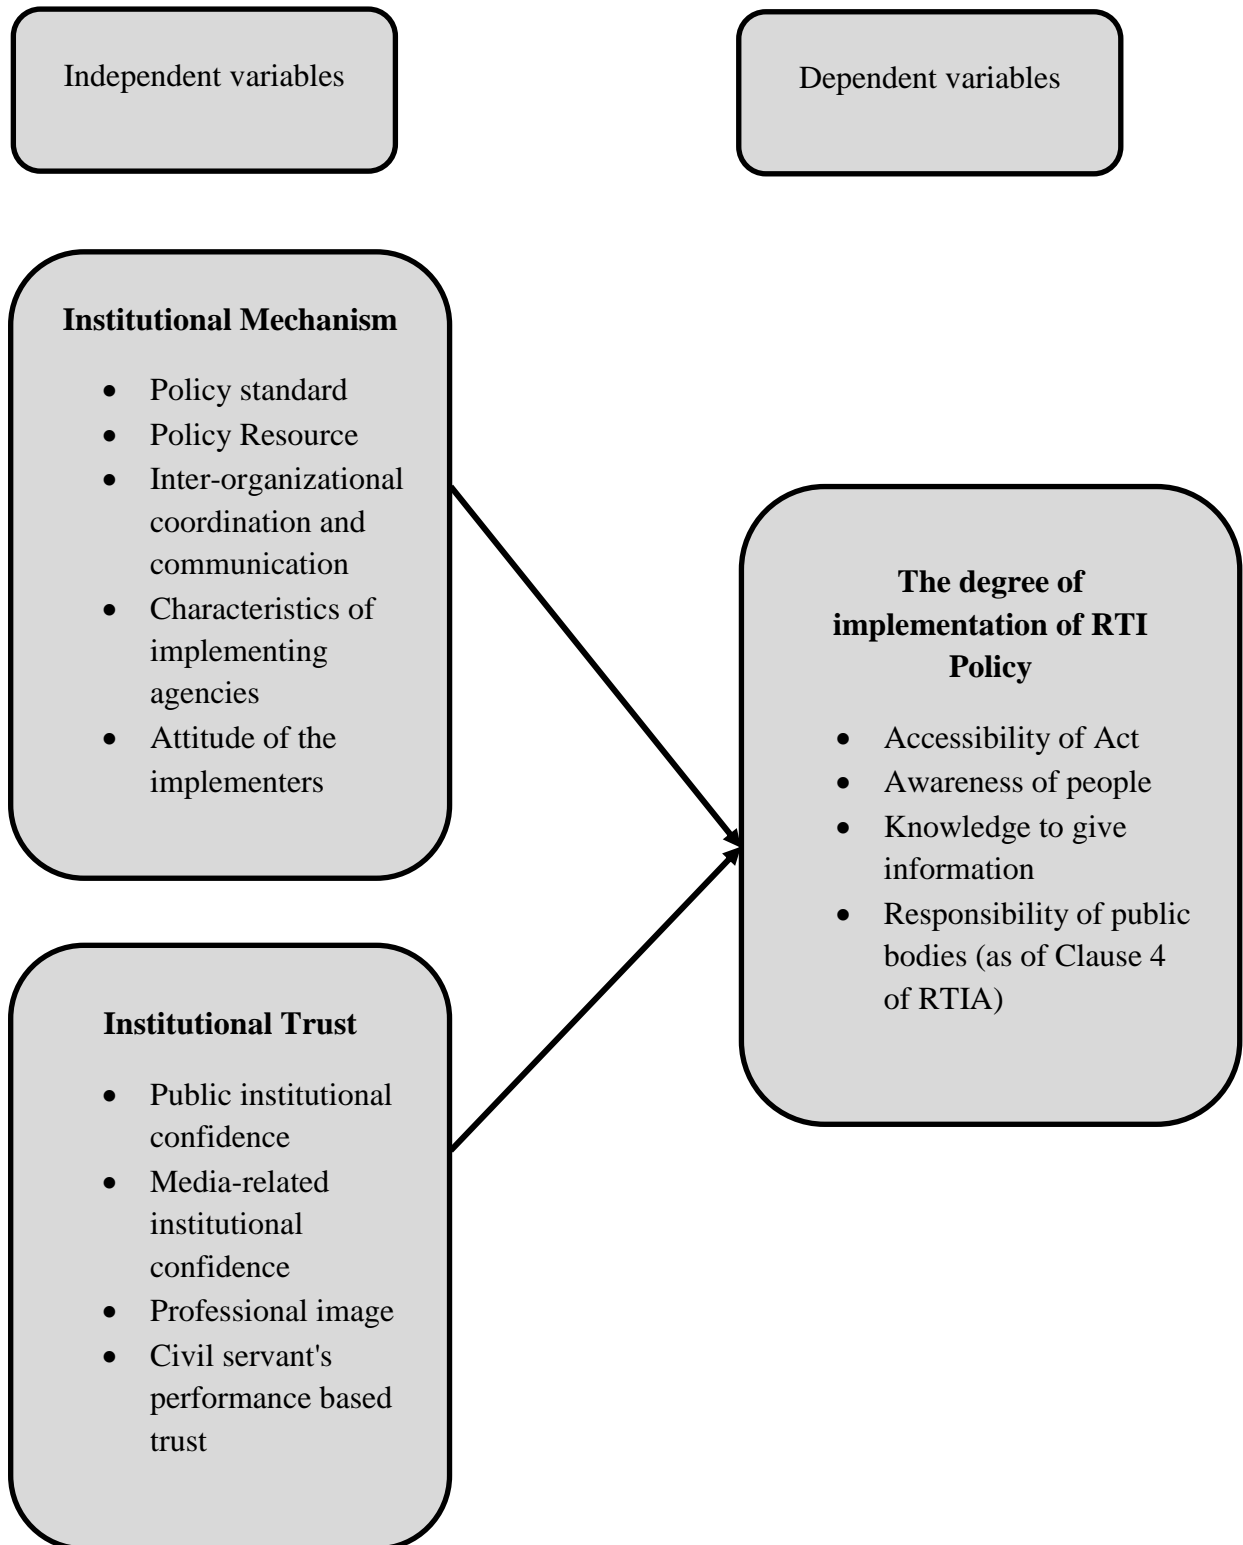 Independent variables
Dependent variables
Institutional Mechanism
• Policy standard
• Policy Resource
• Inter-organizational
coordination and
communication
• Characteristics of
implementing
agencies
• Attitude of the
implementers
Institutional Trust
• Public institutional
confidence
• Media-related
institutional
confidence
• Professional image
• Civil servant's
performance based
trust
The degree of
implementation of RTI
Policy
• Accessibility of Act
• Awareness of people
• Knowledge to give
information
• Responsibility of public
bodies (as of Clause 4
of RTIA)